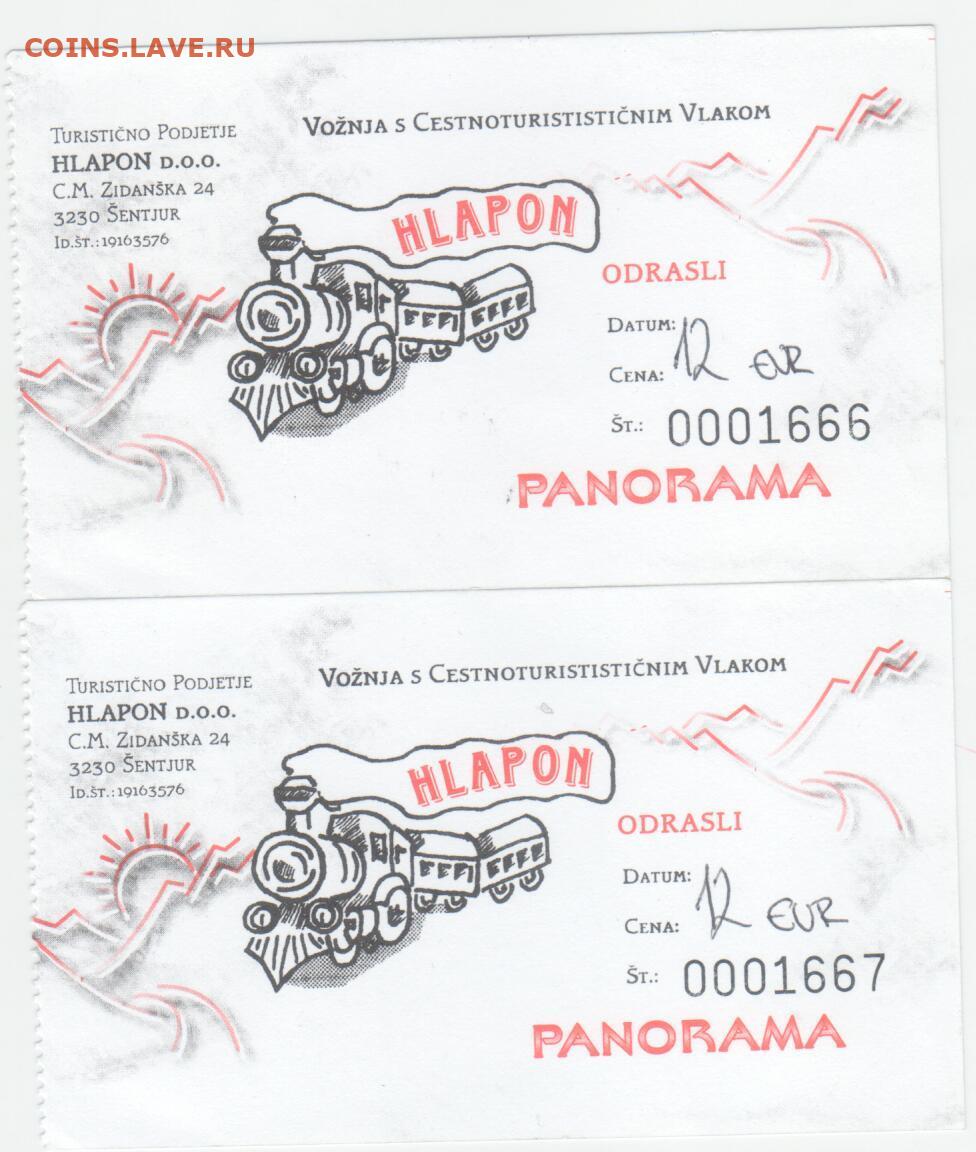 COINS.LAVE.RU
TURISTIČNO PODJETJE
HLAPON D.O.O.
C.M. ZIDANŠKA 24
3230 ŠENTJUR
ID.ŠT.:19163576
VOŽNJA S CESTNOTURISTISTIČNIM VLAKOM
HLAPON
ODRASLI
DATUM:
CENA: 12 EUR
ŠT.: 0001666
PANORAMA
TURISTIČNO PODJETJE
HLAPON D.O.O.
C.M. ZIDANŠKA 24
3230 ŠENTJUR
ID.ŠT.:19163576
VOŽNJA S CESTNOTURISTISTIČNIM VLAKOM
HLAPON
ODRASLI
DATUM:
CENA: 12 EUR
ŠT.: 0001667
PANORAMA